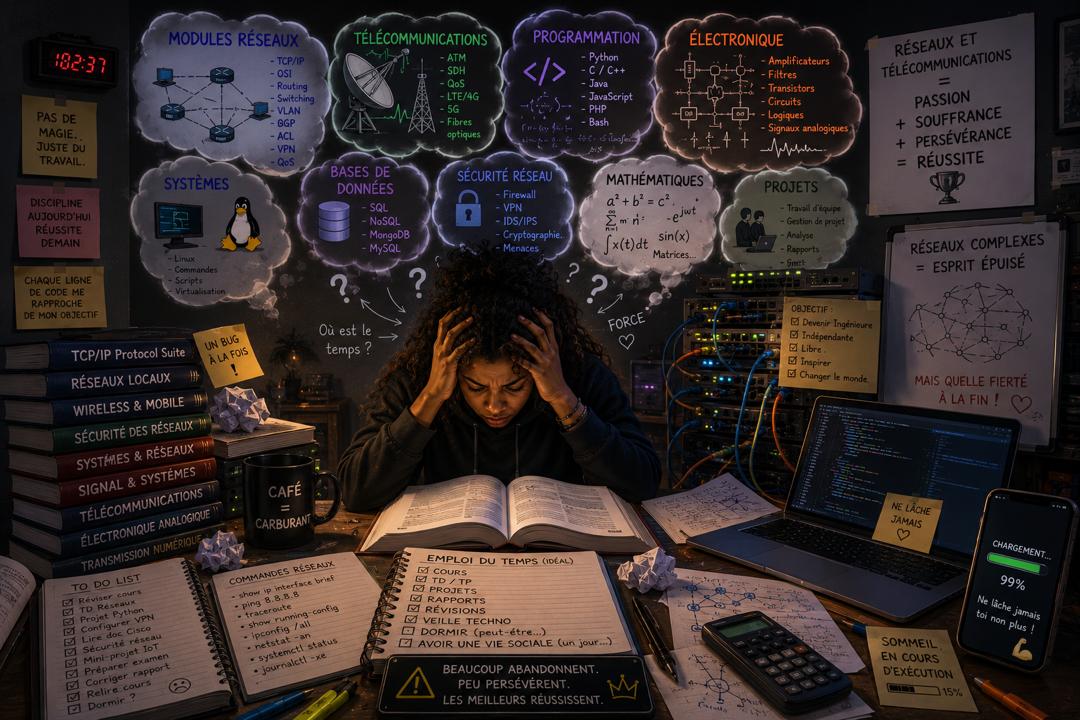 02:37
PAS DE
MAGIE.
JUSTE DU
TRAVAIL.
DISCIPLINE
AUJOURD'HUI
RÉUSSITE
DEMAIN
CHAQUE LIGNE
DE CODE ME
RAPPROCHE
DE MON OBJECTIF
MODULES RÉSEAUX
- TCP/IP
- OSI
- Routing
- Switching
- VLAN
- BGP
- ACL
- VPN
- QoS
TÉLÉCOMMUNICATIONS
- ATM
- SDH
- QoS
- LTE/4G
- 5G
- Fibres
optiques
PROGRAMMATION
</>
- Python
- C / C++
- Java
- JavaScript
- PHP
- Bash
ÉLECTRONIQUE
- Amplificateurs
- Filtres
- Transistors
- Circuits
- Logiques
- Signaux analogiques
RÉSEAUX ET
TÉLÉCOMMUNICATIONS
=
PASSION
+ SOUFFRANCE
+ PERSÉVÉRANCE
= RÉUSSITE
SYSTÈMES
- Linux
- Commandes
- Scripts
- Virtualisation
BASES DE
DONNÉES
- SQL
- NoSQL
- MongoDB
- MySQL
SÉCURITÉ RÉSEAU
- Firewall
- VPN
- IDS/IPS
- Cryptographie.
- Menaces
MATHÉMATIQUES
a² + b² = c²
∫x(t)dt
sin(x)
Matrices...
PROJETS
- Travail d'équipe
- Gestion de projet
- Analyse
- Rapports
? ? ? ?
Où est le
temps ?
FORCE
RÉSEAUX COMPLEXES
= ESPRIT ÉPUISÉ
MAIS QUELLE FIERTÉ
À LA FIN !
OBJECTIF :
Devenir Ingénieure
Indépendante
Libre.
Inspirer
Changer le monde.
UN BUG
À LA FOIS
!
TCP/IP Protocol Suite
RÉSEAUX LOCAUX
WIRELESS & MOBILE
SÉCURITÉ DES RÉSEAUX
SYSTÈMES & RÉSEAUX
SIGNAL & SYSTÈMES
TÉLÉCOMMUNICATIONS
ÉLECTRONIQUE ANALOGIQUE
TRANSMISSION NUMÉRIQUE
CAFÉ
=
CARBURANT
NE LÂCHE
JAMAIS
CHARGEMENT...
99%
Ne lâche jamais
toi non plus !
TO DO LIST
Réviser cours
TD Réseaux
Projet Python
Configurer VPN
Lire doc Cisco
Sécurité réseau
Mini-projet IoT
Préparer examen
Corriger rapport
Relire cours
Dormir ?
COMMANDES RÉSEAUX
• show ip interface brief
• ping 8.8.8.8
• traceroute
• show running-config
• ipconfig /all
• netstat -an
• systemctl status
• journalctl -xe
EMPLOI DU TEMPS (IDÉAL)
COURS
TD / TP
PROJETS
RAPPORTS
RÉVISIONS
VEILLE TECHNO
DORMIR (peut-être...)
AVOIR UNE VIE SOCIALE (un jour...)
BEAUCOUP ABANDONNENT.
PEU PERSÉVÈRENT.
LES MEILLEURS RÉUSSISSENT.
SOMMEIL
EN COURS
D'EXÉCUTION
15%